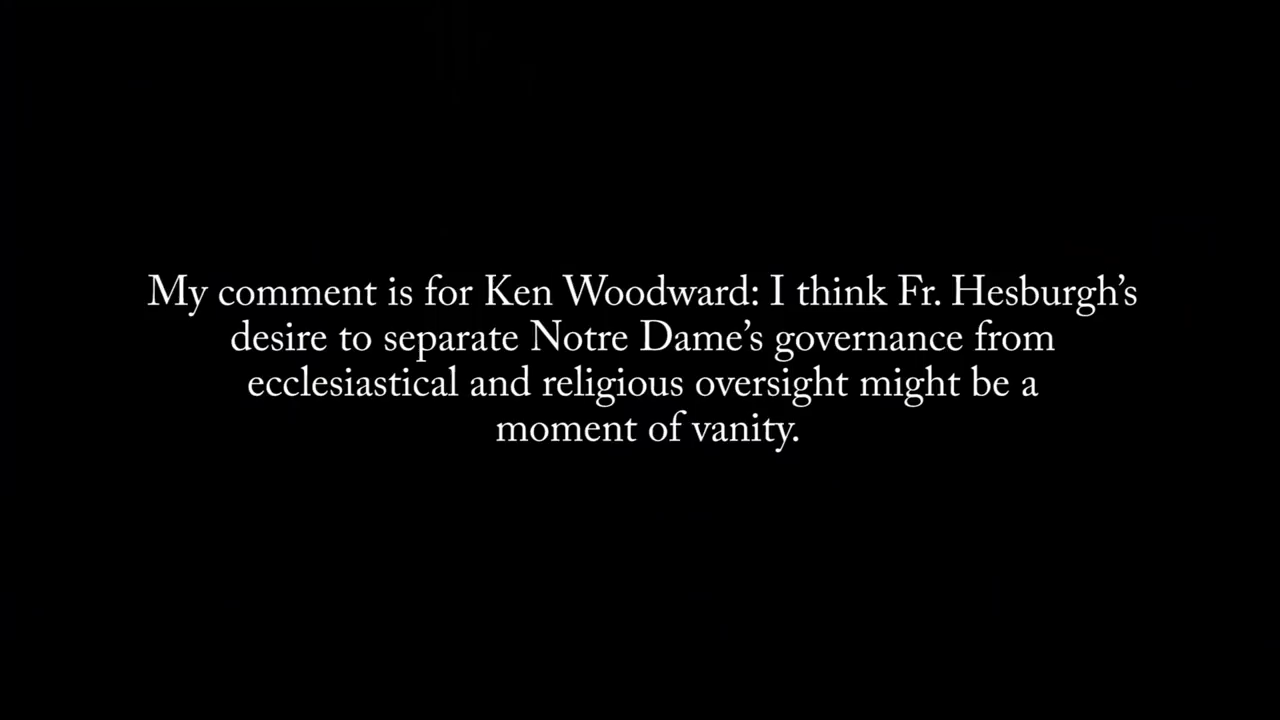 My comment is for Ken Woodward: I think Fr. Hesburgh’s
desire to separate Notre Dame’s governance from
ecclesiastical and religious oversight might be a
moment of vanity.